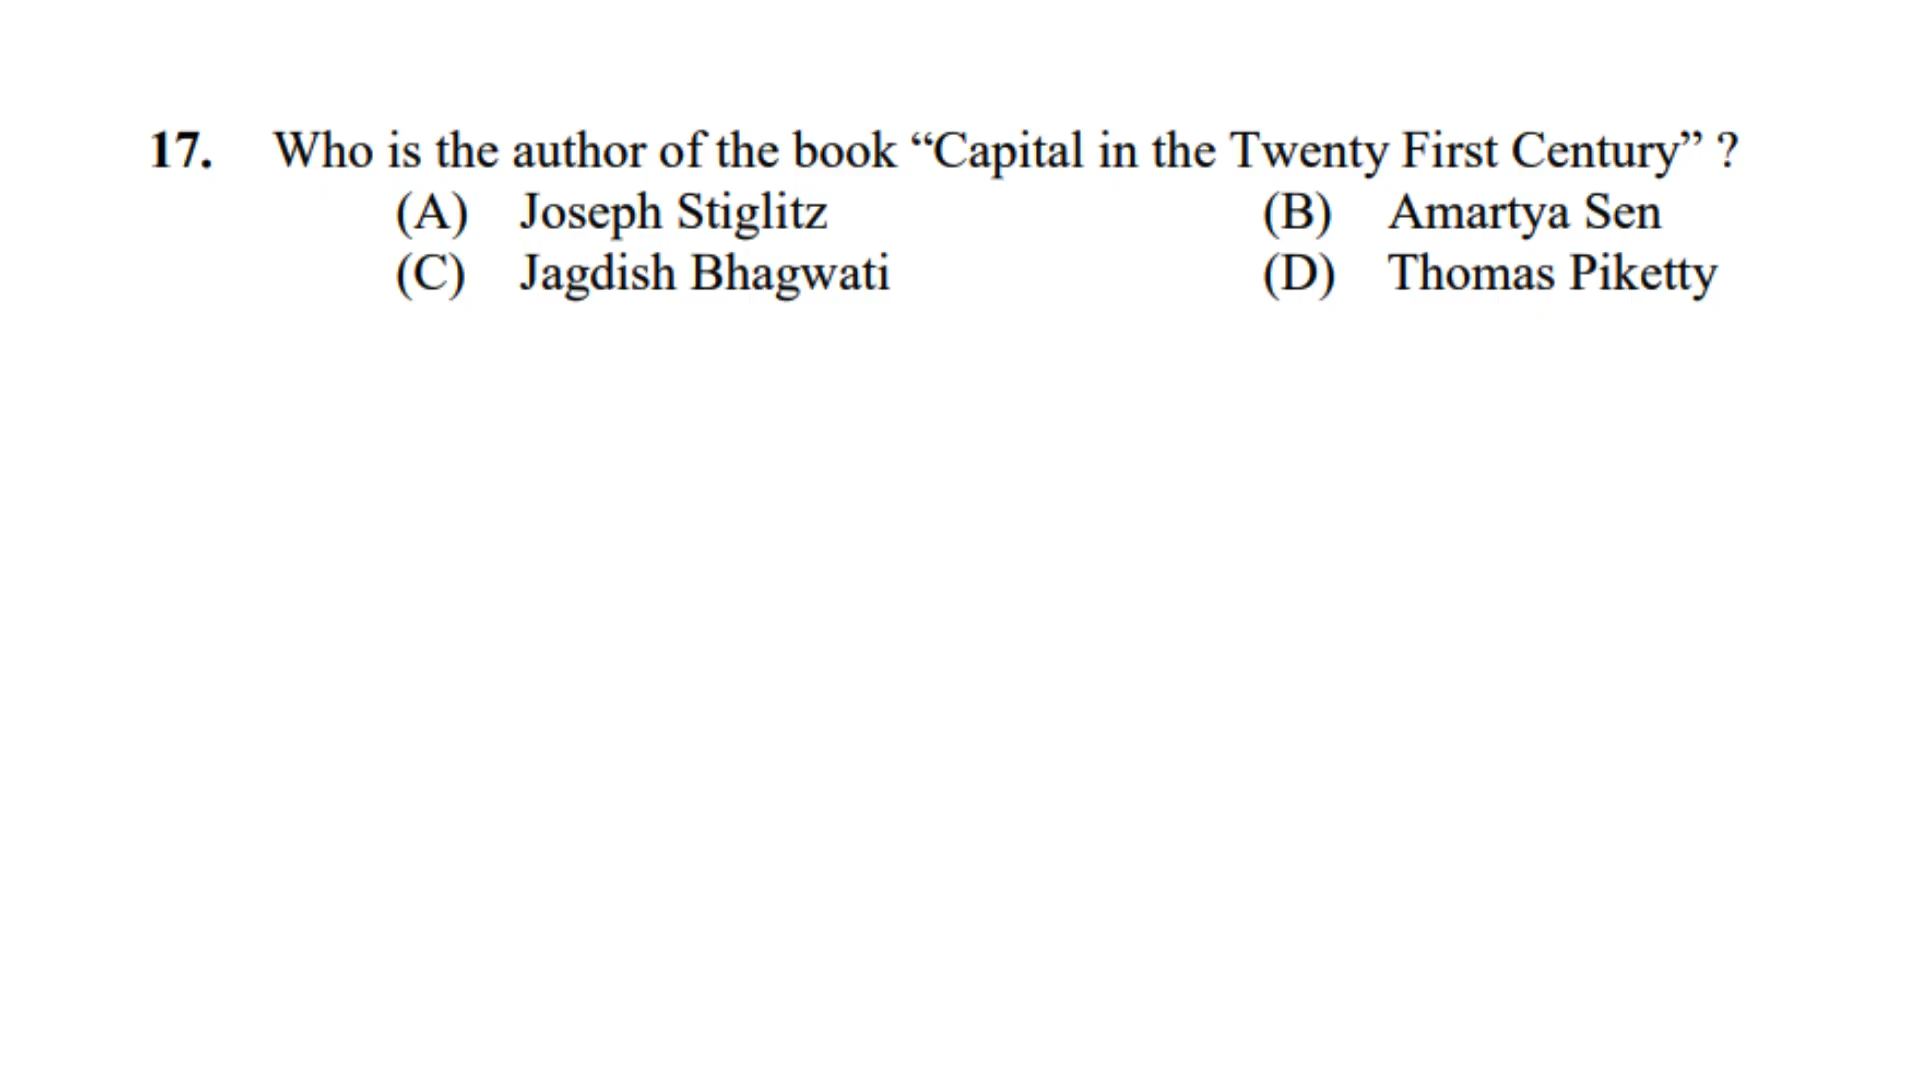 17. Who is the author of the book “Capital in the Twenty First Century” ?
(A) Joseph Stiglitz (B) Amartya Sen
(C) Jagdish Bhagwati (D) Thomas Piketty